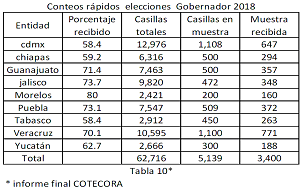 Conteos rápidos elecciones Gobernador 2018
Entidad Porcentaje recibido Casillas totales Casillas en muestra Muestra recibida
cdmx 58.4 12,976 1,108 647
chiapas 59.2 6,316 500 294
Guanajuato 71.4 7,463 500 357
jalisco 73.7 9,820 472 348
Morelos 80 2,421 200 160
Puebla 73.1 7,547 509 372
Tabasco 58.4 2,912 450 263
Veracruz 70.1 10,595 1,100 771
Yucatán 62.7 2,666 300 188
Total 62,716 5,139 3,400
Tabla 10*
* informe final COTECORA